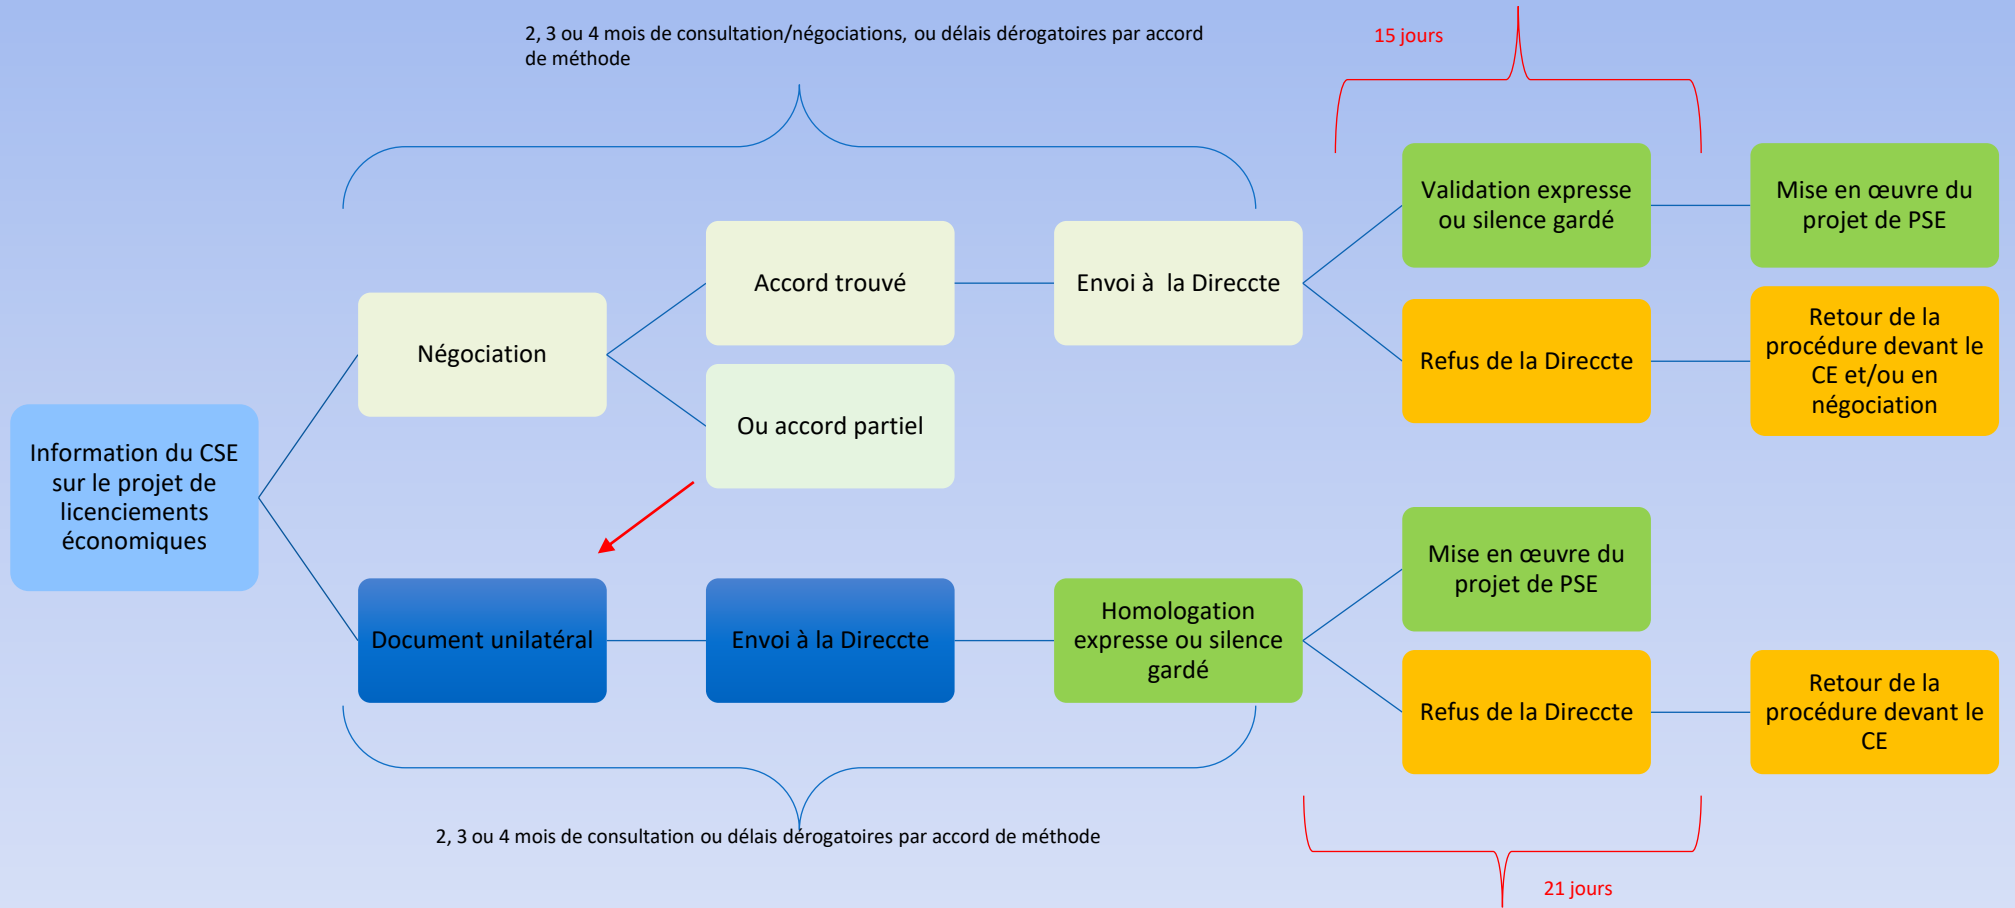 2, 3 ou 4 mois de consultation/négociations, ou délais dérogatoires par accord
de méthode
15 jours
Information du CSE
sur le projet de
licenciements
économiques
Négociation
Accord trouvé
Envoi à la Direccte
Validation expresse
ou silence gardé
Mise en œuvre du
projet de PSE
Refus de la Direccte
Retour de la
procédure devant le
CE et/ou en
négociation
Ou accord partiel
Document unilatéral
Envoi à la Direccte
Homologation
expresse ou silence
gardé
Mise en œuvre du
projet de PSE
Refus de la Direccte
Retour de la
procédure devant le
CE
2, 3 ou 4 mois de consultation ou délais dérogatoires par accord de méthode
21 jours